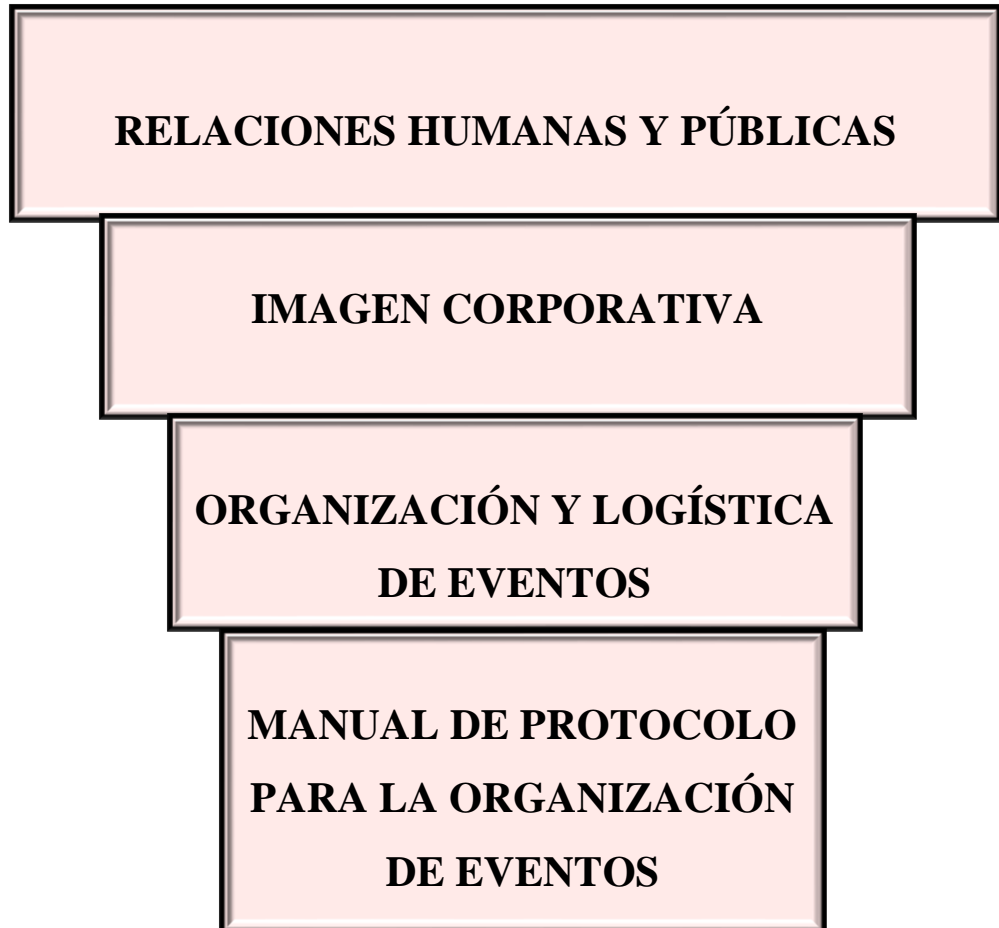 RELACIONES HUMANAS Y PÚBLICAS
IMAGEN CORPORATIVA
ORGANIZACIÓN Y LOGÍSTICA
DE EVENTOS
MANUAL DE PROTOCOLO
PARA LA ORGANIZACIÓN
DE EVENTOS